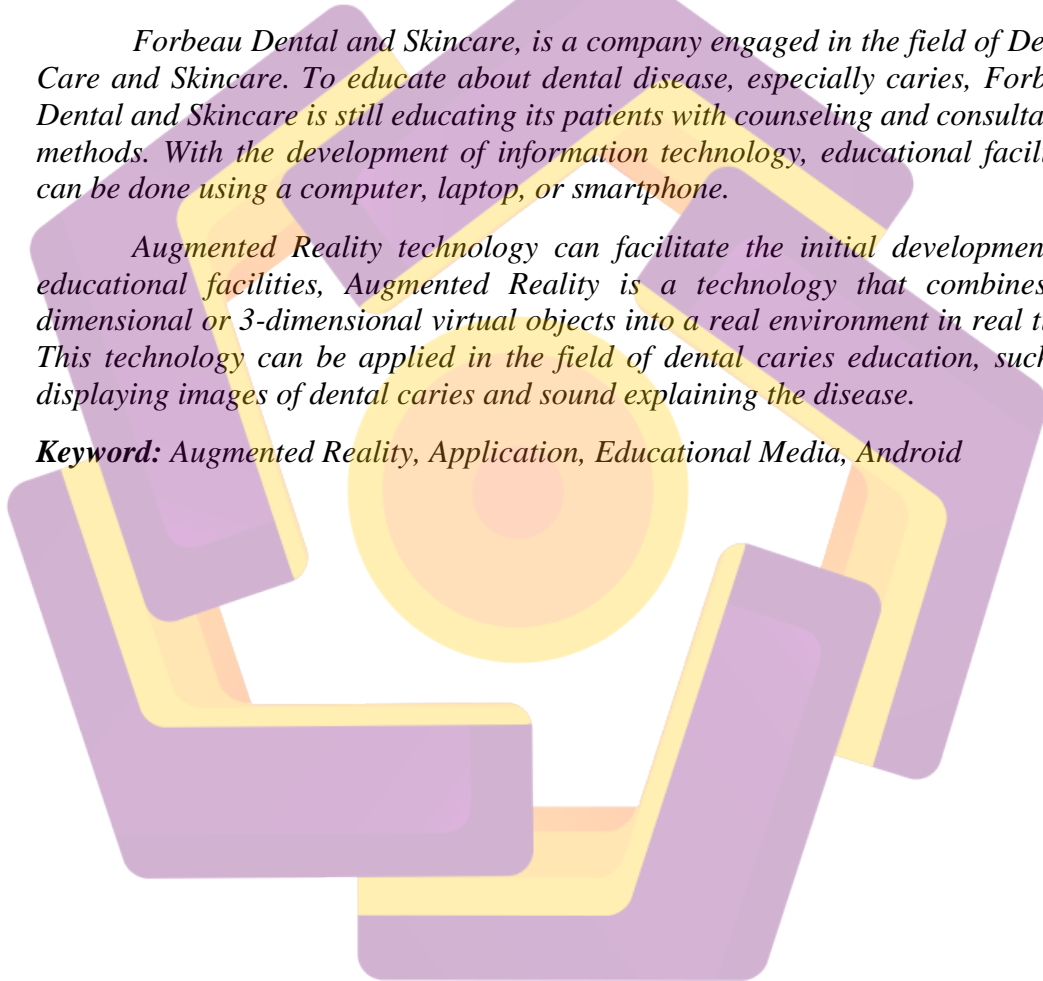 Forbeau Dental and Skincare, is a company engaged in the field of De
Care and Skincare. To educate about dental disease, especially caries, Forb
Dental and Skincare is still educating its patients with counseling and consulta
methods. With the development of information technology, educational facili
can be done using a computer, laptop, or smartphone.
Augmented Reality technology can facilitate the initial development
educational facilities, Augmented Reality is a technology that combines
dimensional or 3-dimensional virtual objects into a real environment in real t
This technology can be applied in the field of dental caries education, such
displaying images of dental caries and sound explaining the disease.
Keyword: Augmented Reality, Application, Educational Media, Android